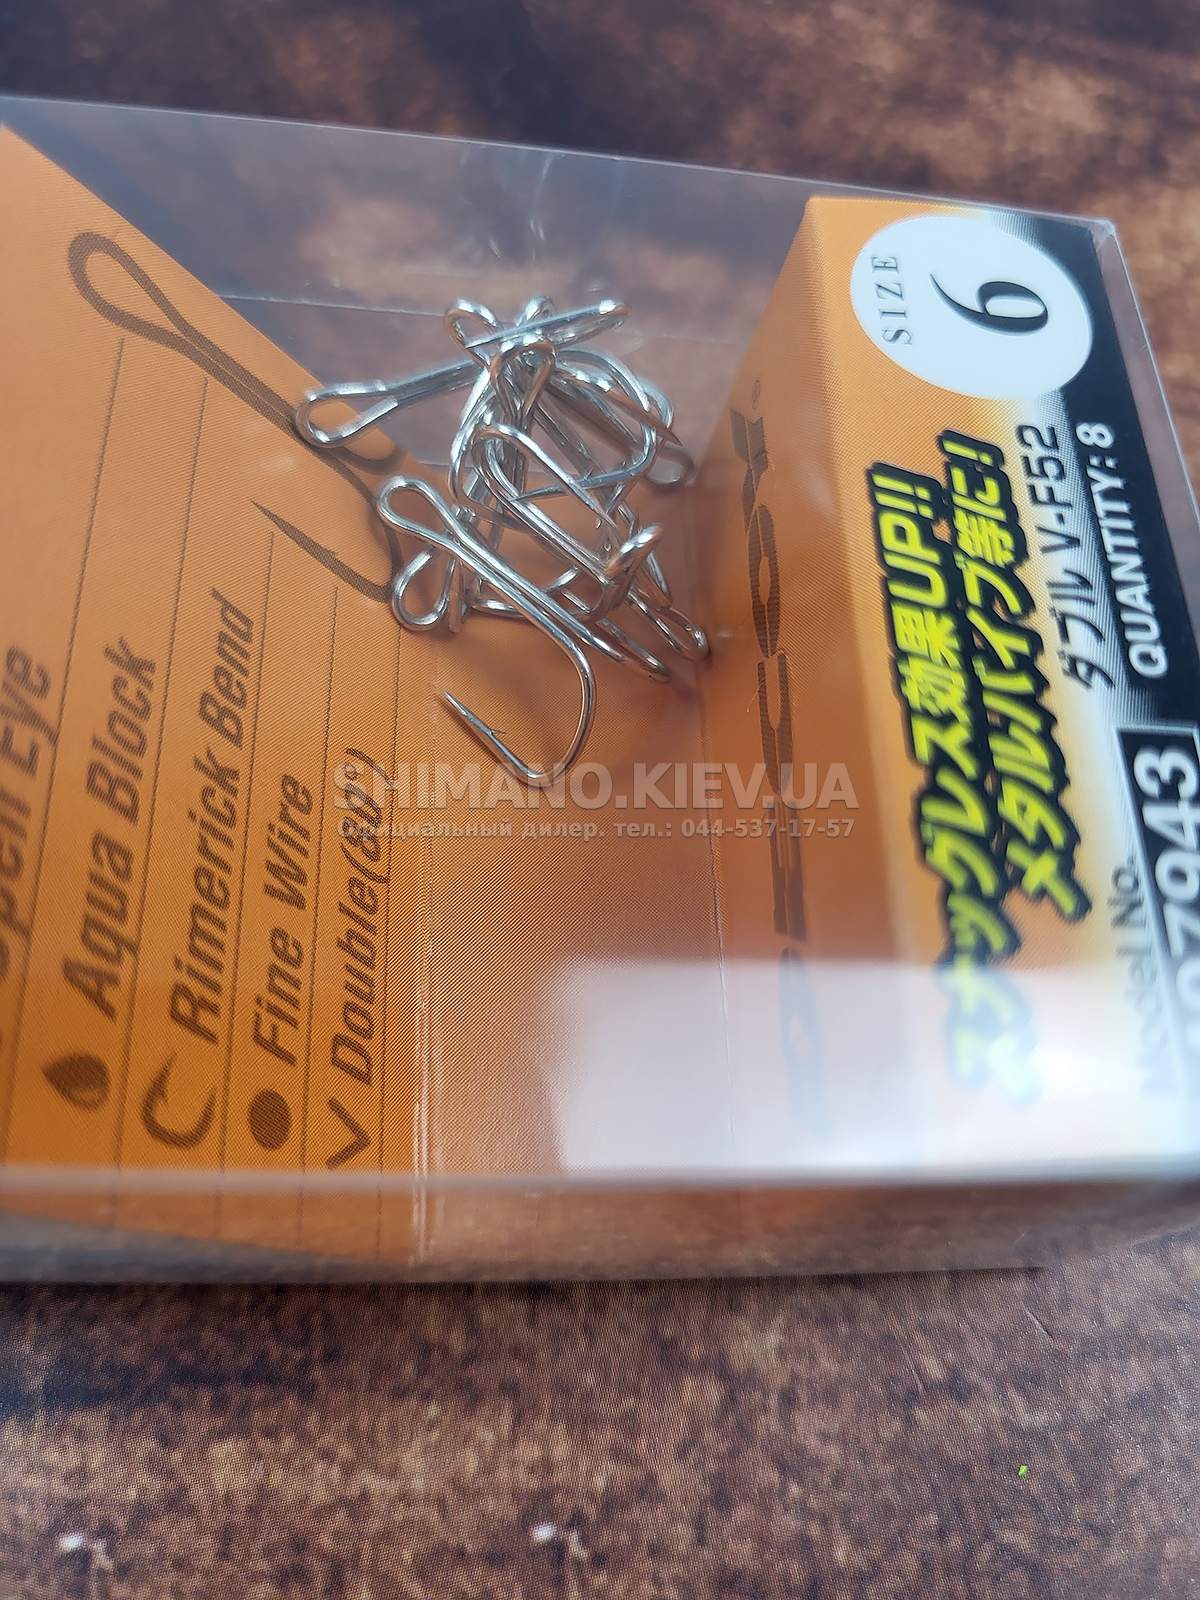 SIZE
6
スナッグレス効果UP!!
メタルバイブ等に!
ダブル V-F52
QUANTITY: 8
Model No.
Open Eye
Aqua Block
Rimerick Bend
Fine Wire
Double(80°)
SHIMANO.KIEV.UA
Официальный дилер. тел.: 044-537-17-57